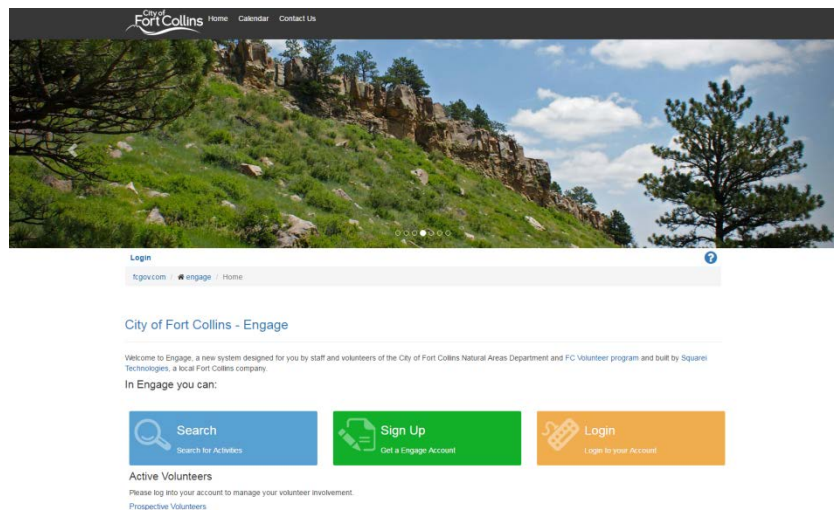 City of
Fort Collins
Home Calendar Contact Us
Login
?
fcgov.com / engage / Home
City of Fort Collins - Engage
Welcome to Engage, a new system designed for you by staff and volunteers of the City of Fort Collins Natural Areas Department and FC Volunteer program and built by Squarei
Technologies, a local Fort Collins company.
In Engage you can:
Search
Search for Activities
Sign Up
Get a Engage Account
Login
Login to your Account
Active Volunteers
Please log into your account to manage your volunteer involvement.
Prospective Volunteers